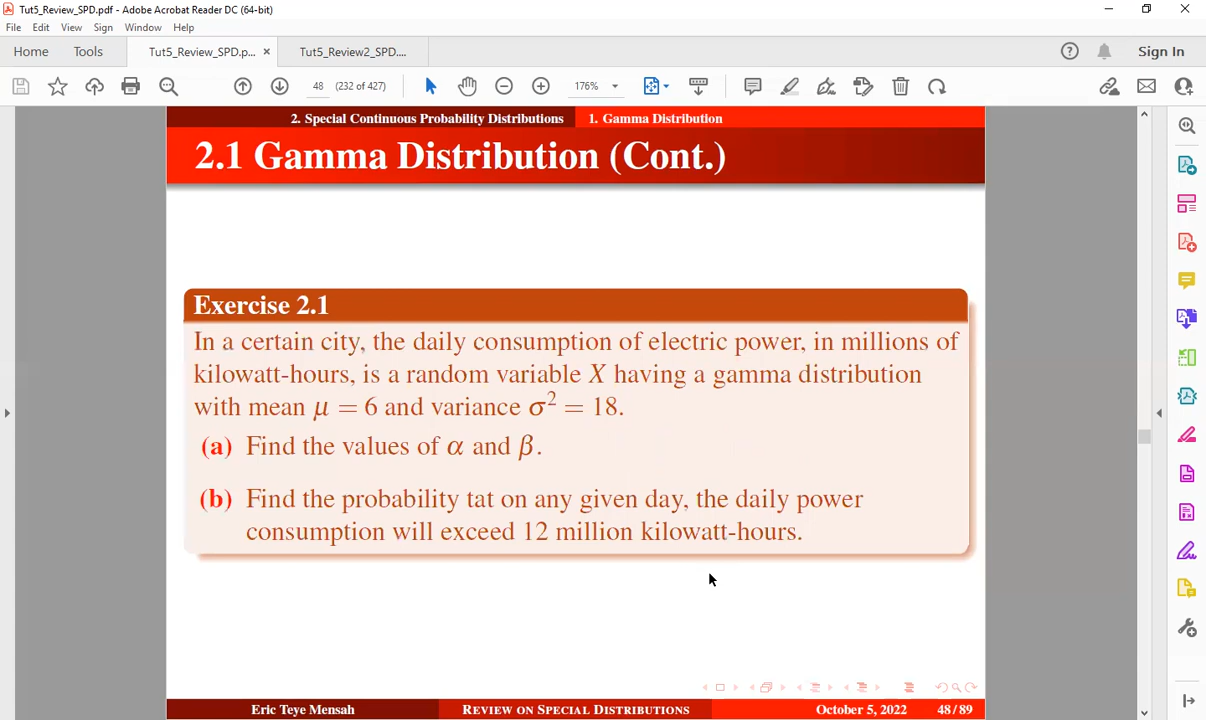 Tut5_Review_SPD.pdf - Adobe Acrobat Reader DC (64-bit)
File Edit View Sign Window Help
Home Tools Tut5_Review_SPD.p... × Tut5_Review2_SPD.... Sign In
48 (232 of 427) 176%
2. Special Continuous Probability Distributions 1. Gamma Distribution
2.1 Gamma Distribution (Cont.)
Exercise 2.1
In a certain city, the daily consumption of electric power, in millions of
kilowatt-hours, is a random variable X having a gamma distribution
with mean μ = 6 and variance σ² = 18.
(a) Find the values of α and β.
(b) Find the probability tat on any given day, the daily power
consumption will exceed 12 million kilowatt-hours.
Eric Teye Mensah REVIEW ON SPECIAL DISTRIBUTIONS October 5, 2022 48 / 89